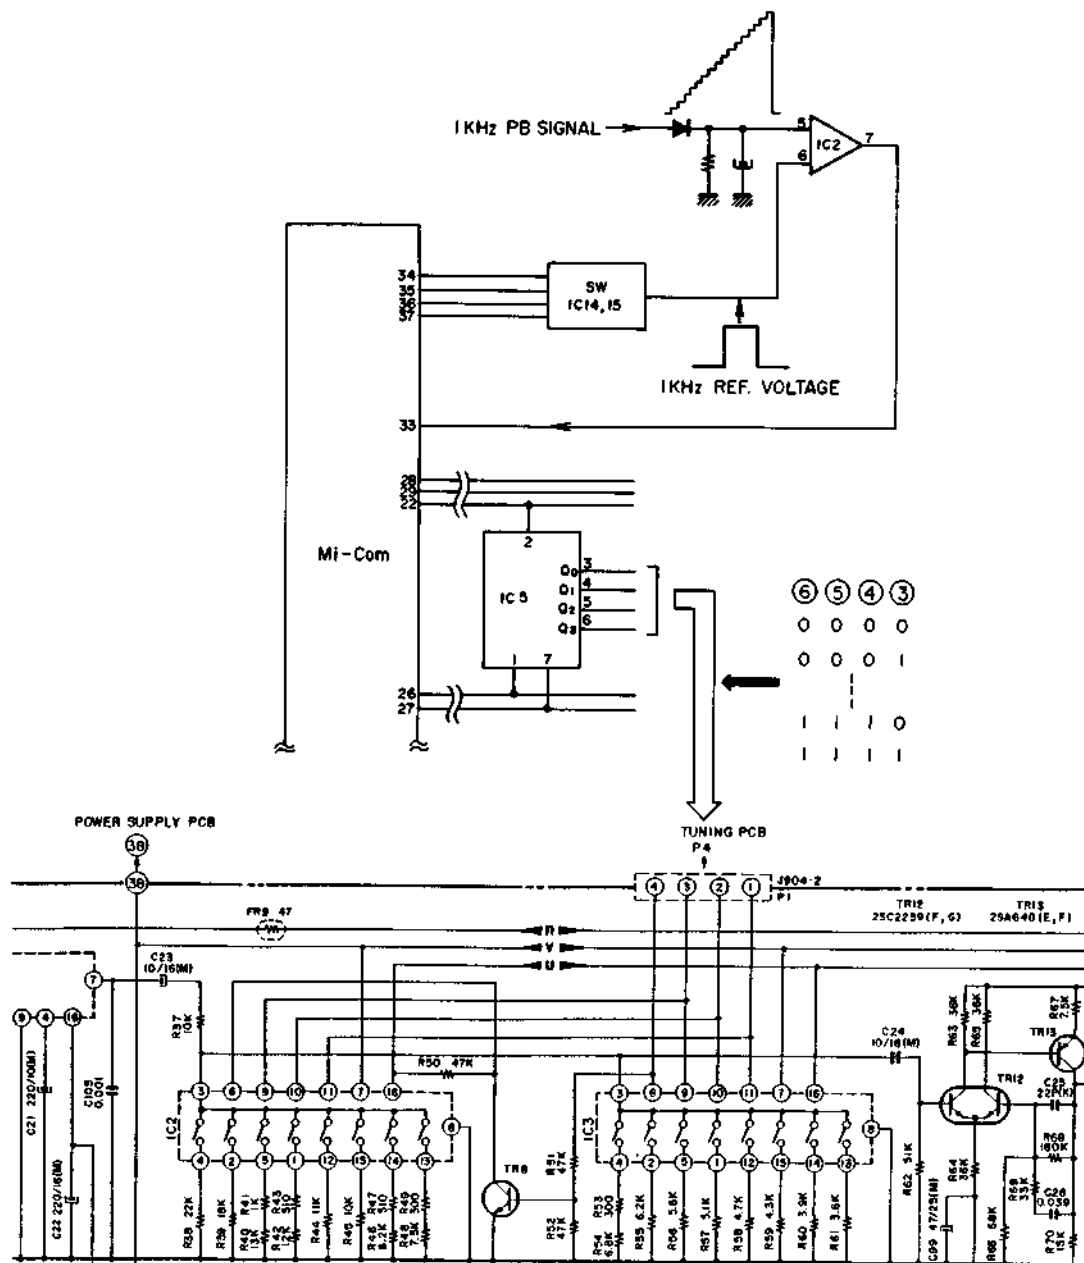 1KHz PB SIGNAL
5
6
7
IC2
34
35
36
37
SW
IC14, 15
1KHz REF. VOLTAGE
33
28
22
2
Mi-Com
IC 5
Q0 3
Q1 4
Q2 5
Q3 6
1 7
26
27
6 5 4 3
0 0 0 0
0 0 0 1
1 1 1 0
1 1 1 1
POWER SUPPLY PCB
38
38
TUNING PCB
P4
4 3 2 1
J904-2
P1
FR9 47
TR12
2SC2259(F, G)
TR13
2SA640(E, F)
V
U
C23
10/16(M)
7
9 4 16
R37
10K
C24
10/16(M)
R63 36K
R65 36K
R67
7.5K
TR13
TR12
C25
22P(K)
R50 47K
C21 220/10(M)
C105
0.001
C22 220/16(M)
IC2
3 6 9 10 11 7 16
8
4 2 5 1 12 15 14 13
R38 22K
R39 18K
R40 13K
R41 1K
R42 12K
R43 510
R44 11K
R45 10K
R46 8.2K
R47 510
R48 7.5K
R49 300
TR8
R51
47K
R52
47K
IC3
3 6 9 10 11 7 16
8
4 2 5 1 12 15 14 13
R53
300
R54
6.8K
R55 6.2K
R56 5.6K
R57 5.1K
R58 4.7K
R59 4.3K
R60 3.9K
R61 3.6K
R62 51K
C99 47/25(M)
R64
36K
R66 68K
R68
180K
R69
33K
C26
0.039
R70
15K